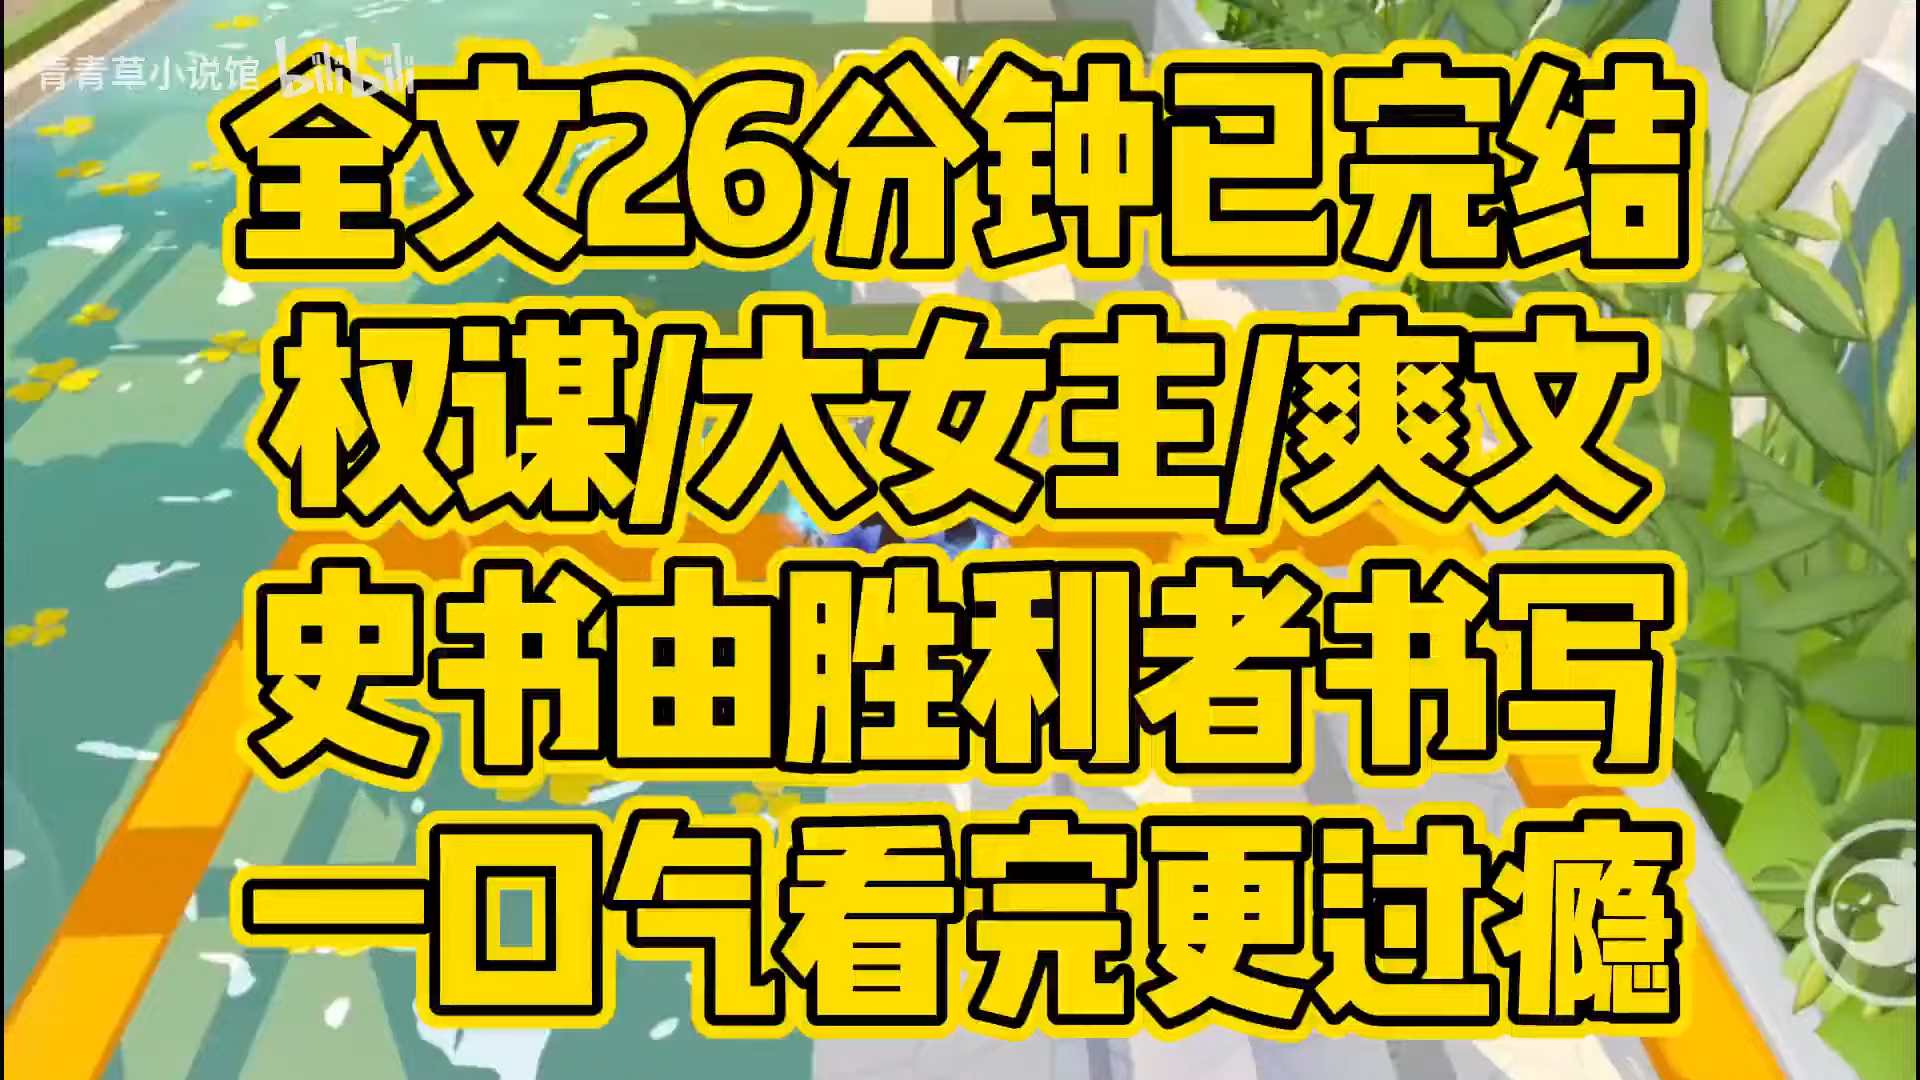 青青草小说馆 bilibili
全文26分钟已完结
权谋/大女主/爽文
史书由胜利者书写
一口气看完更过瘾